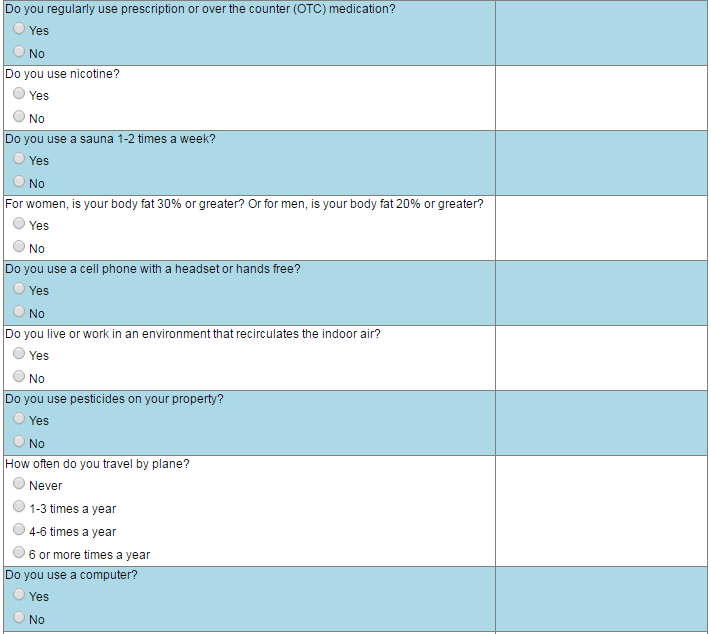 Do you regularly use prescription or over the counter (OTC) medication?
Yes
No
Do you use nicotine?
Yes
No
Do you use a sauna 1-2 times a week?
Yes
No
For women, is your body fat 30% or greater? Or for men, is your body fat 20% or greater?
Yes
No
Do you use a cell phone with a headset or hands free?
Yes
No
Do you live or work in an environment that recirculates the indoor air?
Yes
No
Do you use pesticides on your property?
Yes
No
How often do you travel by plane?
Never
1-3 times a year
4-6 times a year
6 or more times a year
Do you use a computer?
Yes
No